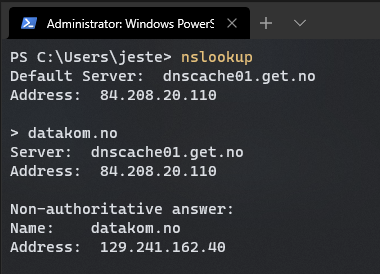 Administrator: Windows PowerS
PS C:\Users\jeste> nslookup
Default Server:  dnscache01.get.no
Address:  84.208.20.110
> datakom.no
Server:  dnscache01.get.no
Address:  84.208.20.110
Non-authoritative answer:
Name:    datakom.no
Address:  129.241.162.40